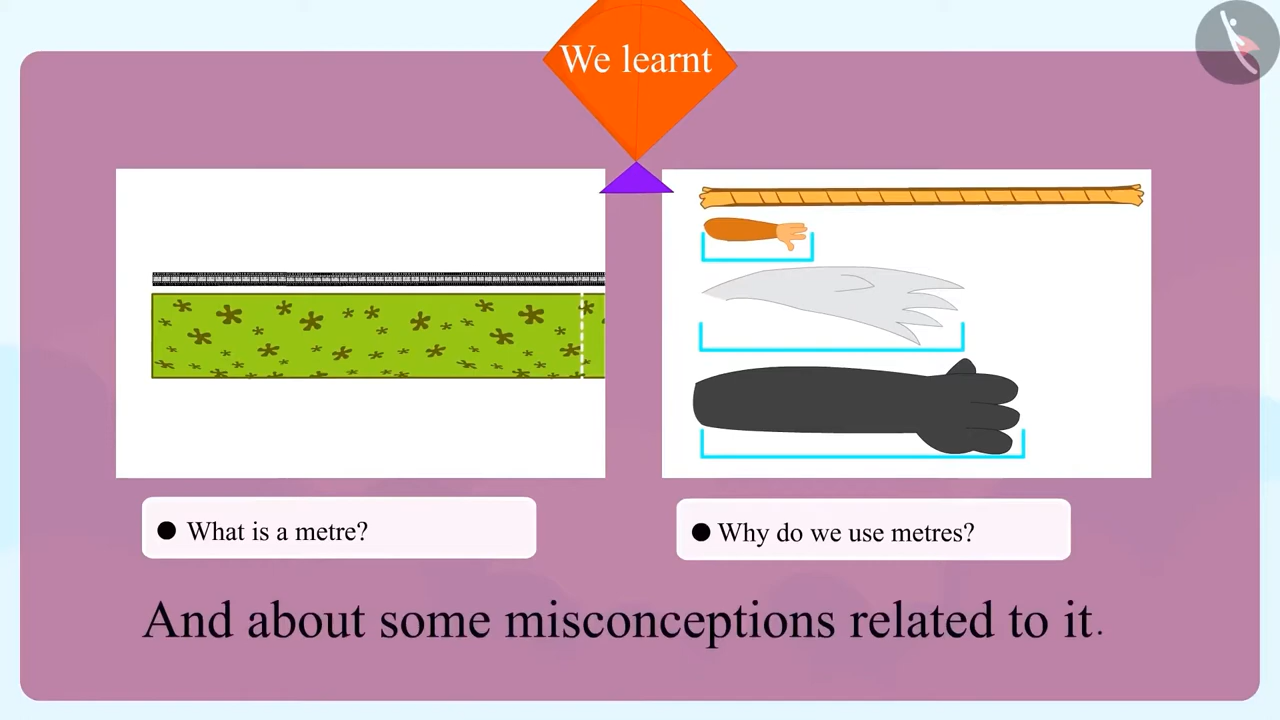 We learnt
● What is a metre?
● Why do we use metres?
And about some misconceptions related to it.